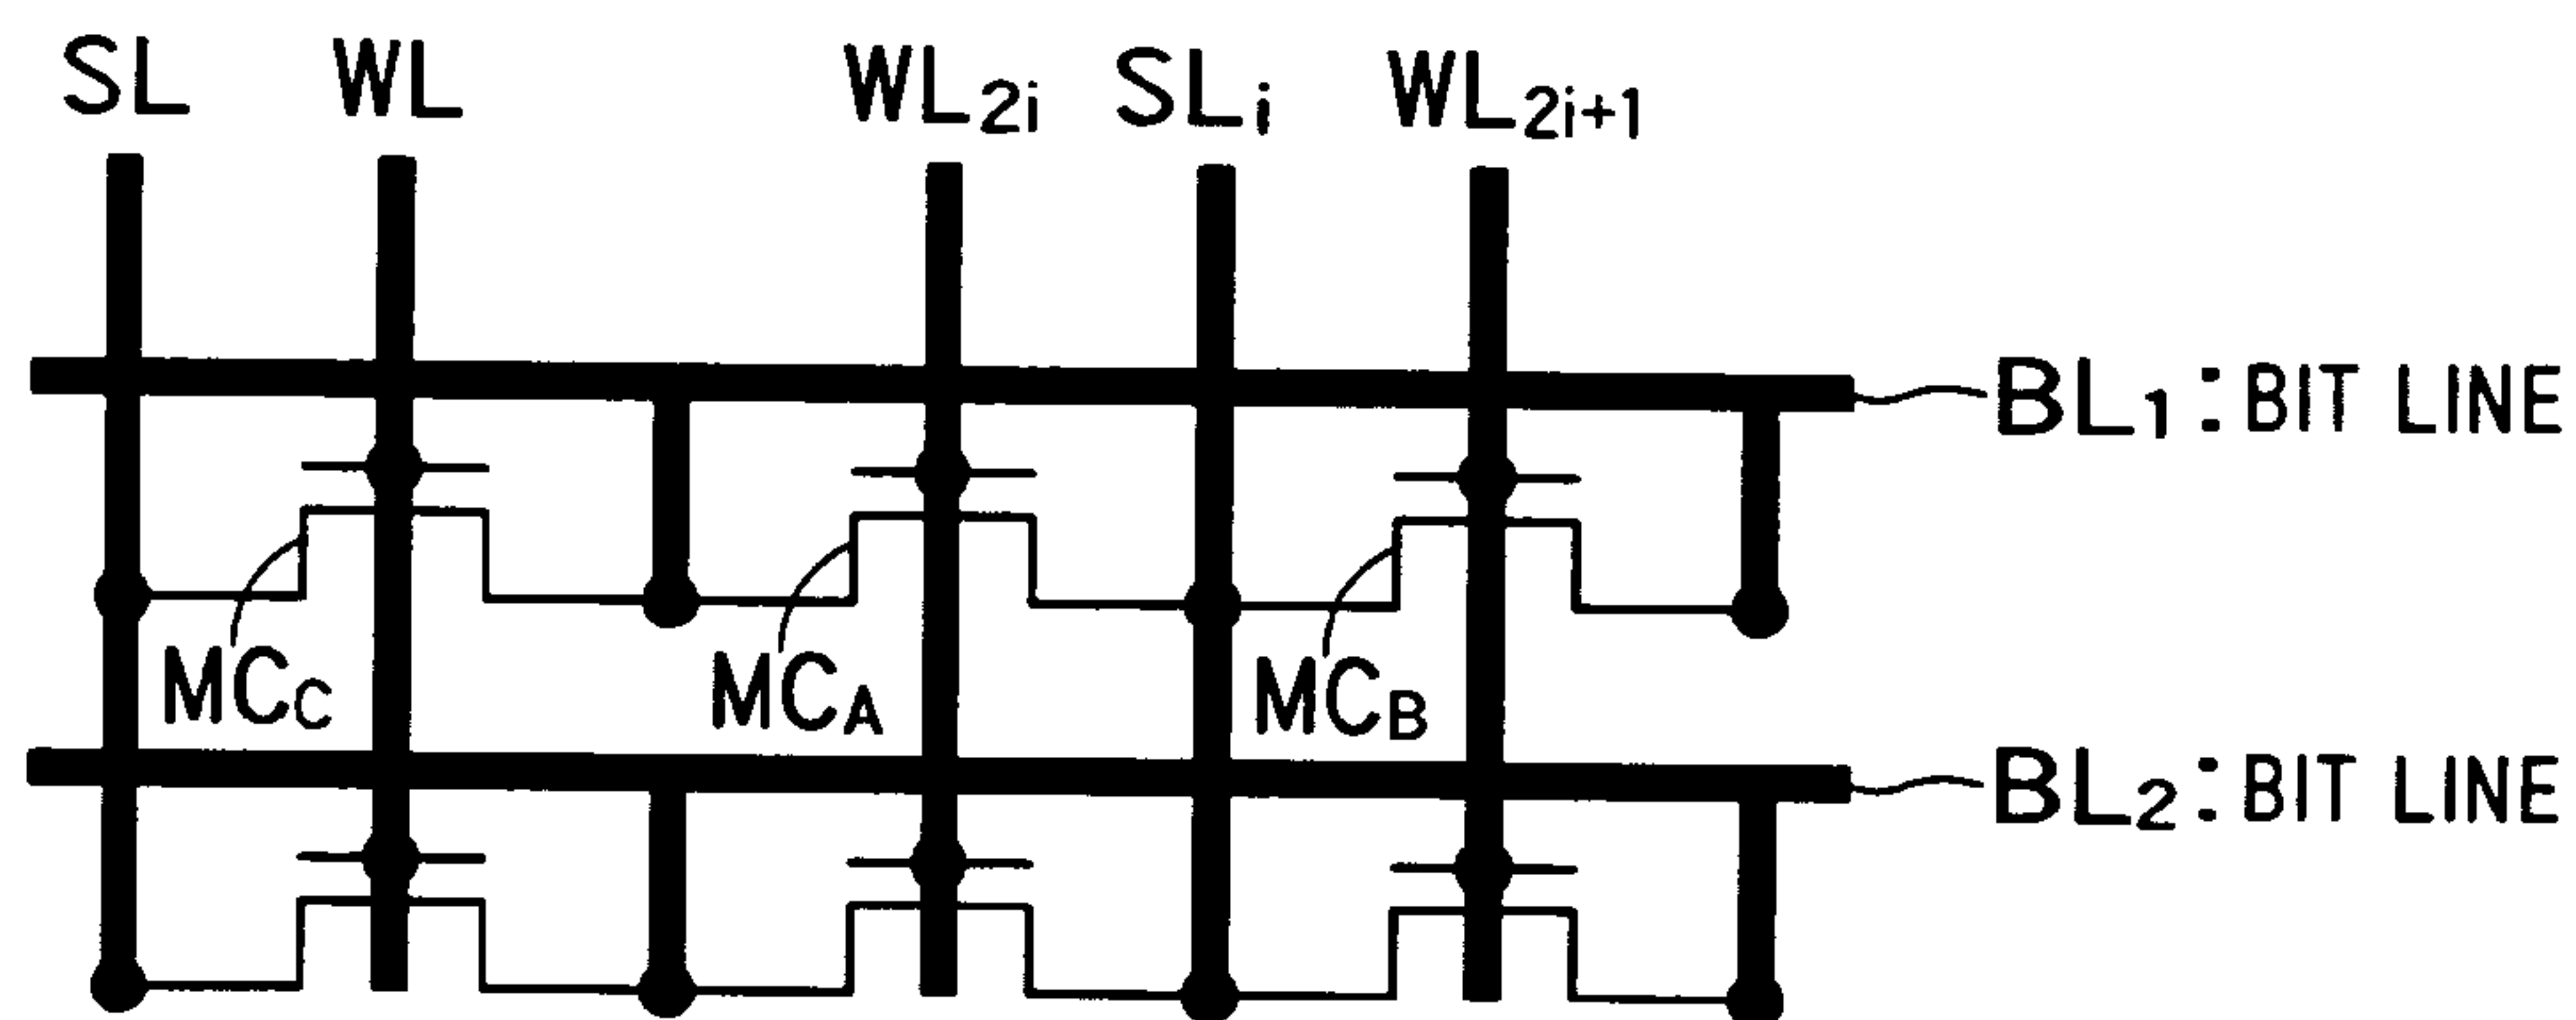 SL WL WL2i SLi WL2i+1
BL1 : BIT LINE
MCC MCA MCB
BL2 : BIT LINE